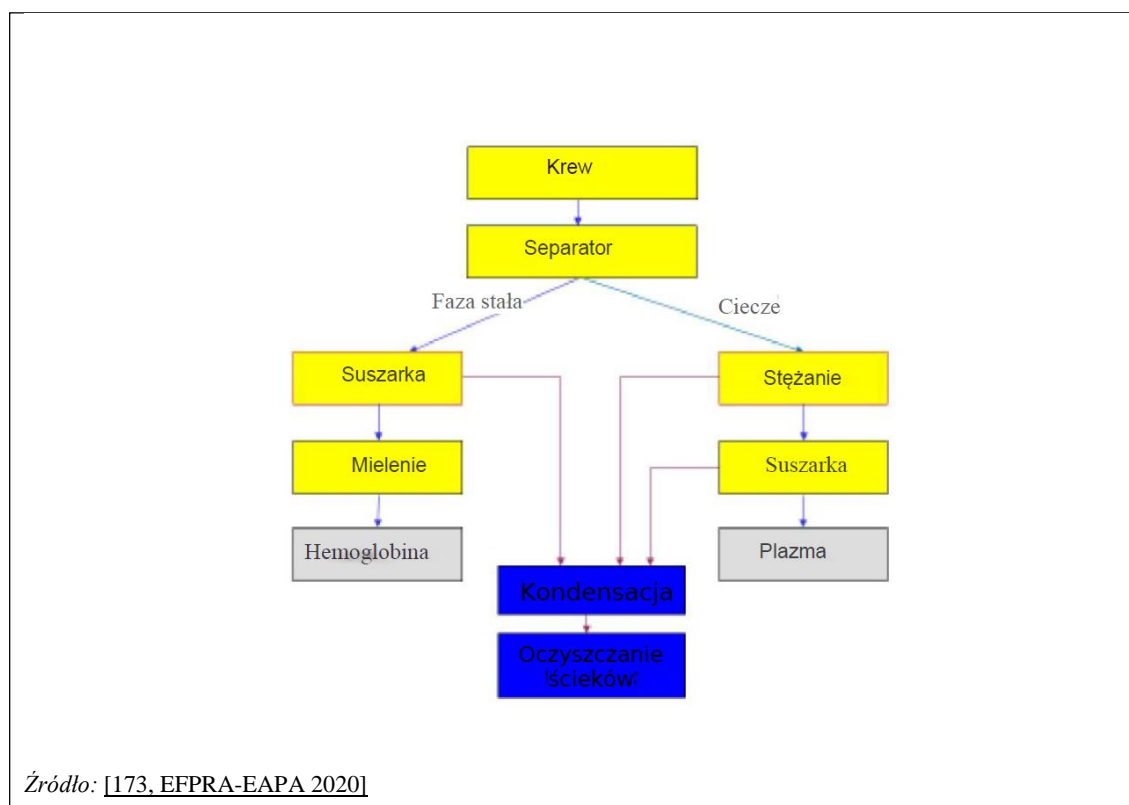 Krew
Separator
Faza stała
Ciecze
Suszarka
Stężanie
Mielenie
Suszarka
Hemoglobina
Plazma
Kondensacja
Oczyszczanie
ścieków
Źródło: [173, EFPRA-EAPA 2020]